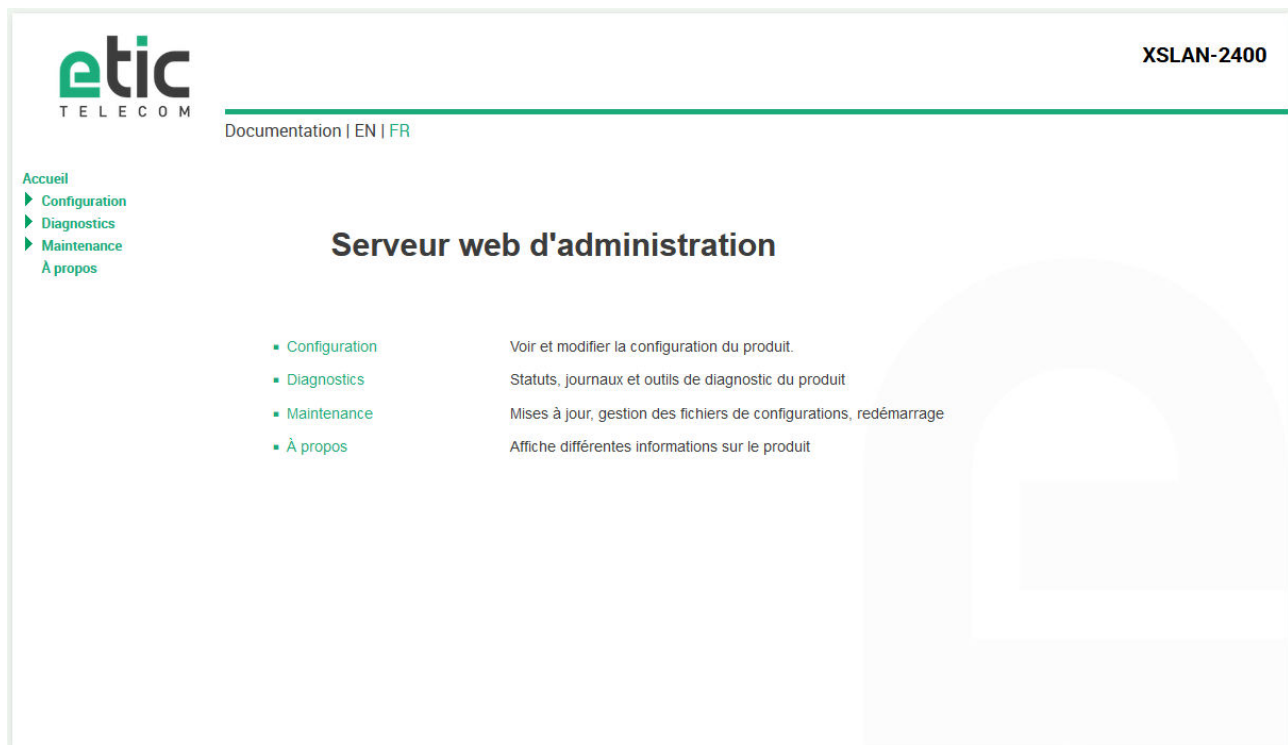 etic
TELECOM
XSLAN-2400
Documentation | EN | FR
Accueil
Configuration
Diagnostics
Maintenance
À propos
Serveur web d'administration
Configuration Voir et modifier la configuration du produit.
Diagnostics Statuts, journaux et outils de diagnostic du produit
Maintenance Mises à jour, gestion des fichiers de configurations, redémarrage
À propos Affiche différentes informations sur le produit